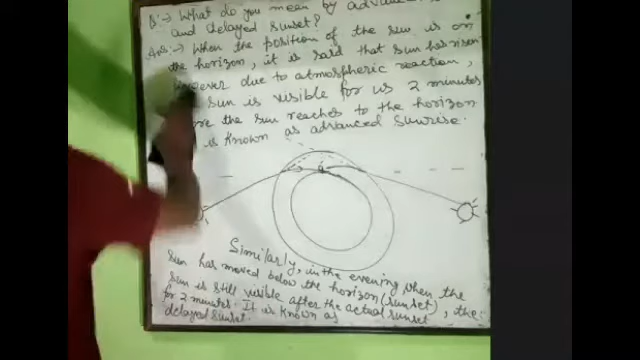 Q:→ What do you mean by advan
and delayed sunset?
Ans:→ When the position of the sun is on
the horizon, it is said that sun has risen
However due to atmospheric reaction,
sun is visible for us 2 minutes
the sun reaches to the horizon
is known as advanced sunrise.
Similarly, in the evening when the
sun has moved below the horizon (sunset), the
sun is still visible after the actual sunset
for 2 minutes. It is known as
delayed sunset.